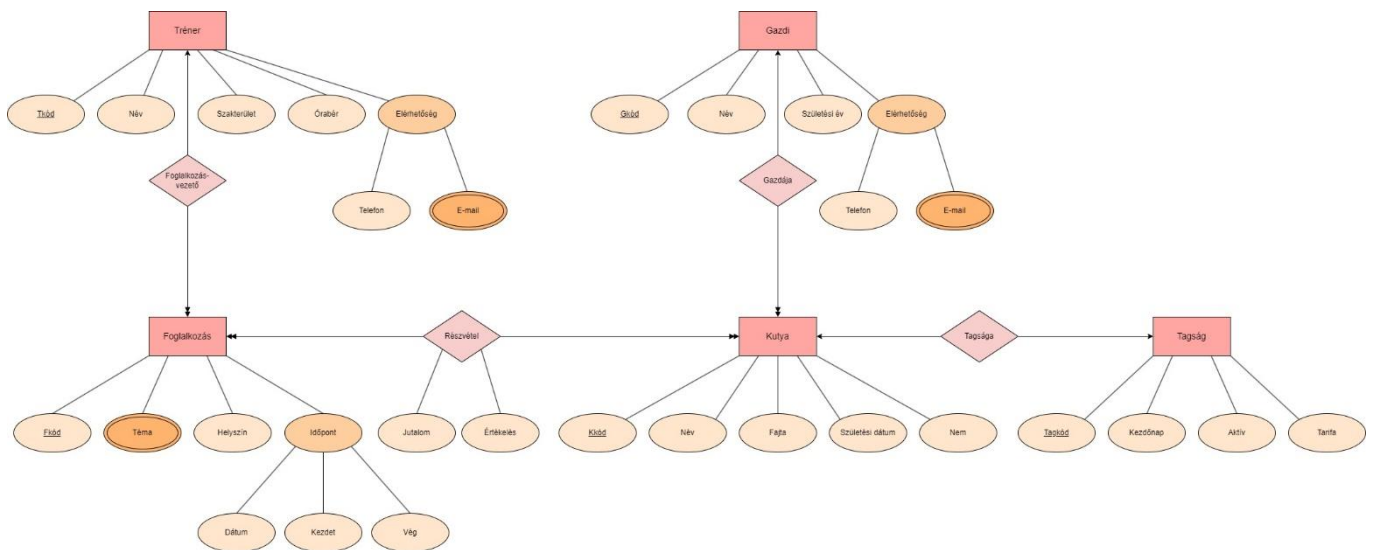 Tréner
Gazdi
Tkód
Név
Szakterület
Órabér
Elérhetőség
Gkód
Név
Születési év
Elérhetőség
Foglalkozás-
vezető
Gazdája
Telefon
E-mail
Telefon
E-mail
Foglalkozás
Részvétel
Kutya
Tagsága
Tagság
Fkód
Téma
Helyszín
Időpont
Jutalom
Értékelés
Kkód
Név
Fajta
Születési dátum
Nem
Tagkód
Kezdőnap
Aktív
Tarifa
Dátum
Kezdet
Vég